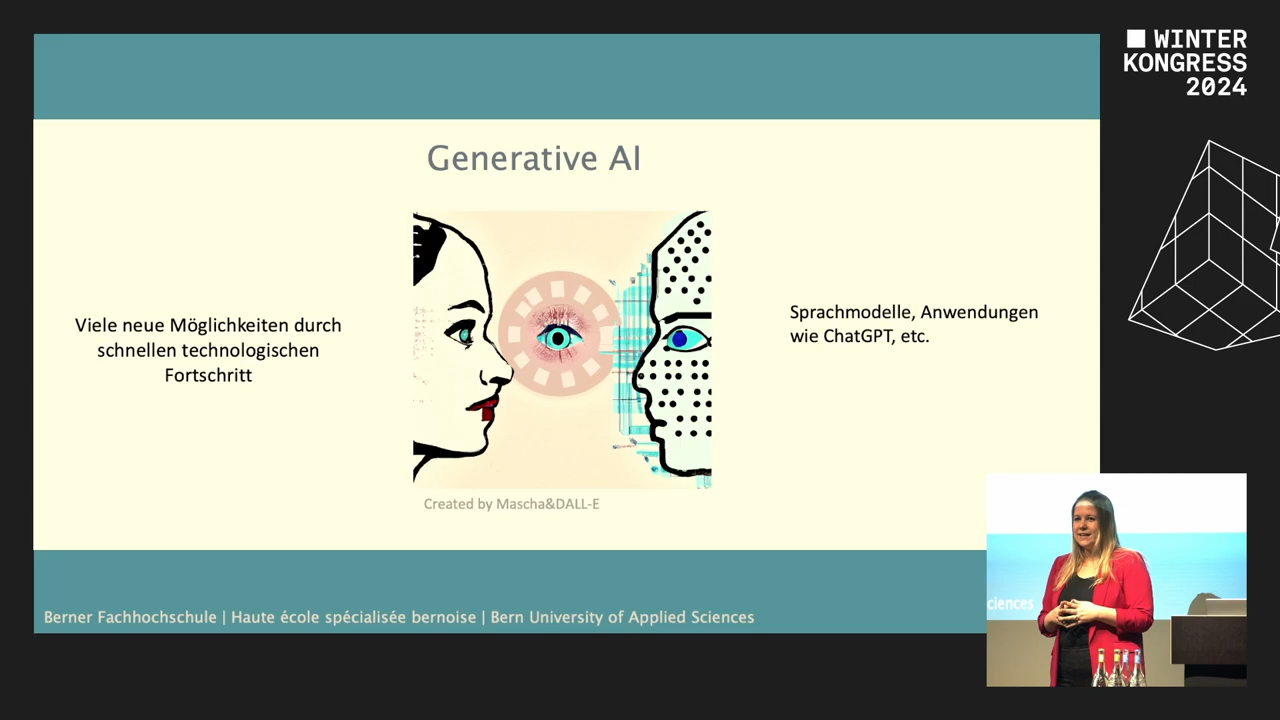 WINTER
KONGRESS
2024
Generative AI
Viele neue Möglichkeiten durch
schnellen technologischen
Fortschritt
Sprachmodelle, Anwendungen
wie ChatGPT, etc.
Created by Mascha&DALL-E
Berner Fachhochschule | Haute école spécialisée bernoise | Bern University of Applied Sciences
ciences